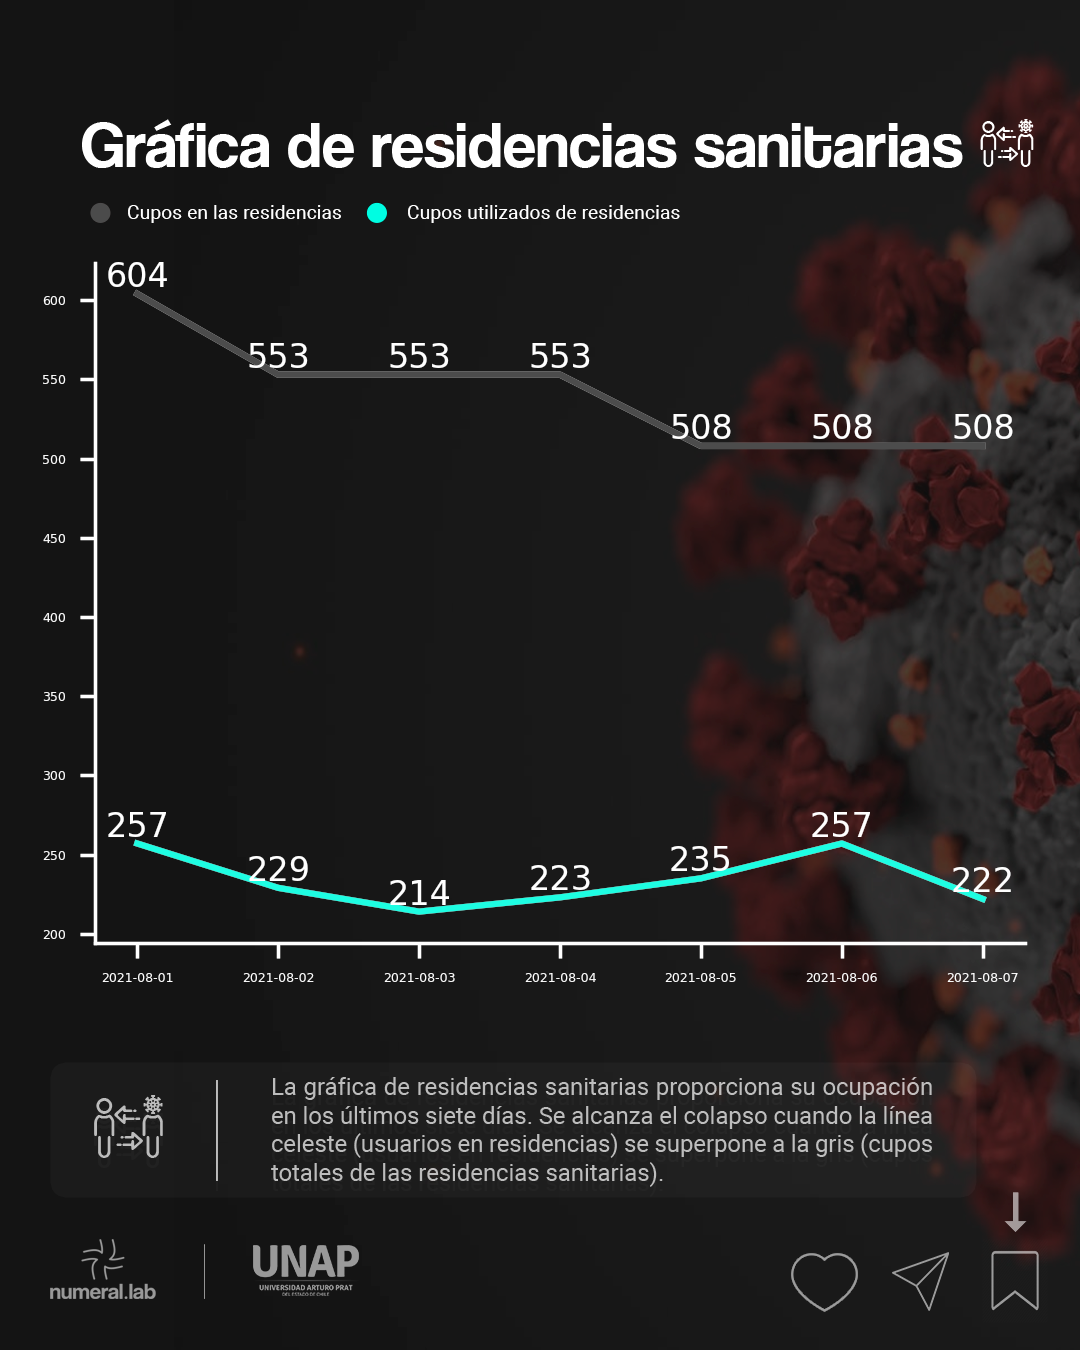 Gráfica de residencias sanitarias
Cupos en las residencias
Cupos utilizados de residencias
604
553
553
553
508
508
508
600
550
500
450
400
350
300
250
200
257
229
214
223
235
257
222
2021-08-01
2021-08-02
2021-08-03
2021-08-04
2021-08-05
2021-08-06
2021-08-07
La gráfica de residencias sanitarias proporciona su ocupación
en los últimos siete días. Se alcanza el colapso cuando la línea
celeste (usuarios en residencias) se superpone a la gris (cupos
totales de las residencias sanitarias).
numeral.lab
UNAP
UNIVERSIDAD ARTURO PRAT
DEL ESTADO DE CHILE